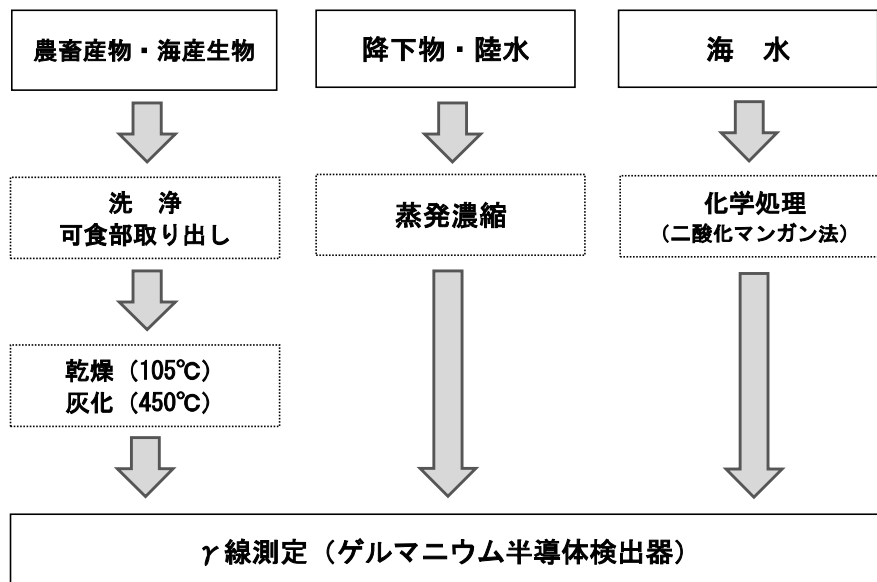 農畜産物・海産生物
降下物・陸水
海　水
洗　浄
可食部取り出し
蒸発濃縮
化学処理
(二酸化マンガン法)
乾燥 (105℃)
灰化 (450℃)
γ線測定（ゲルマニウム半導体検出器）